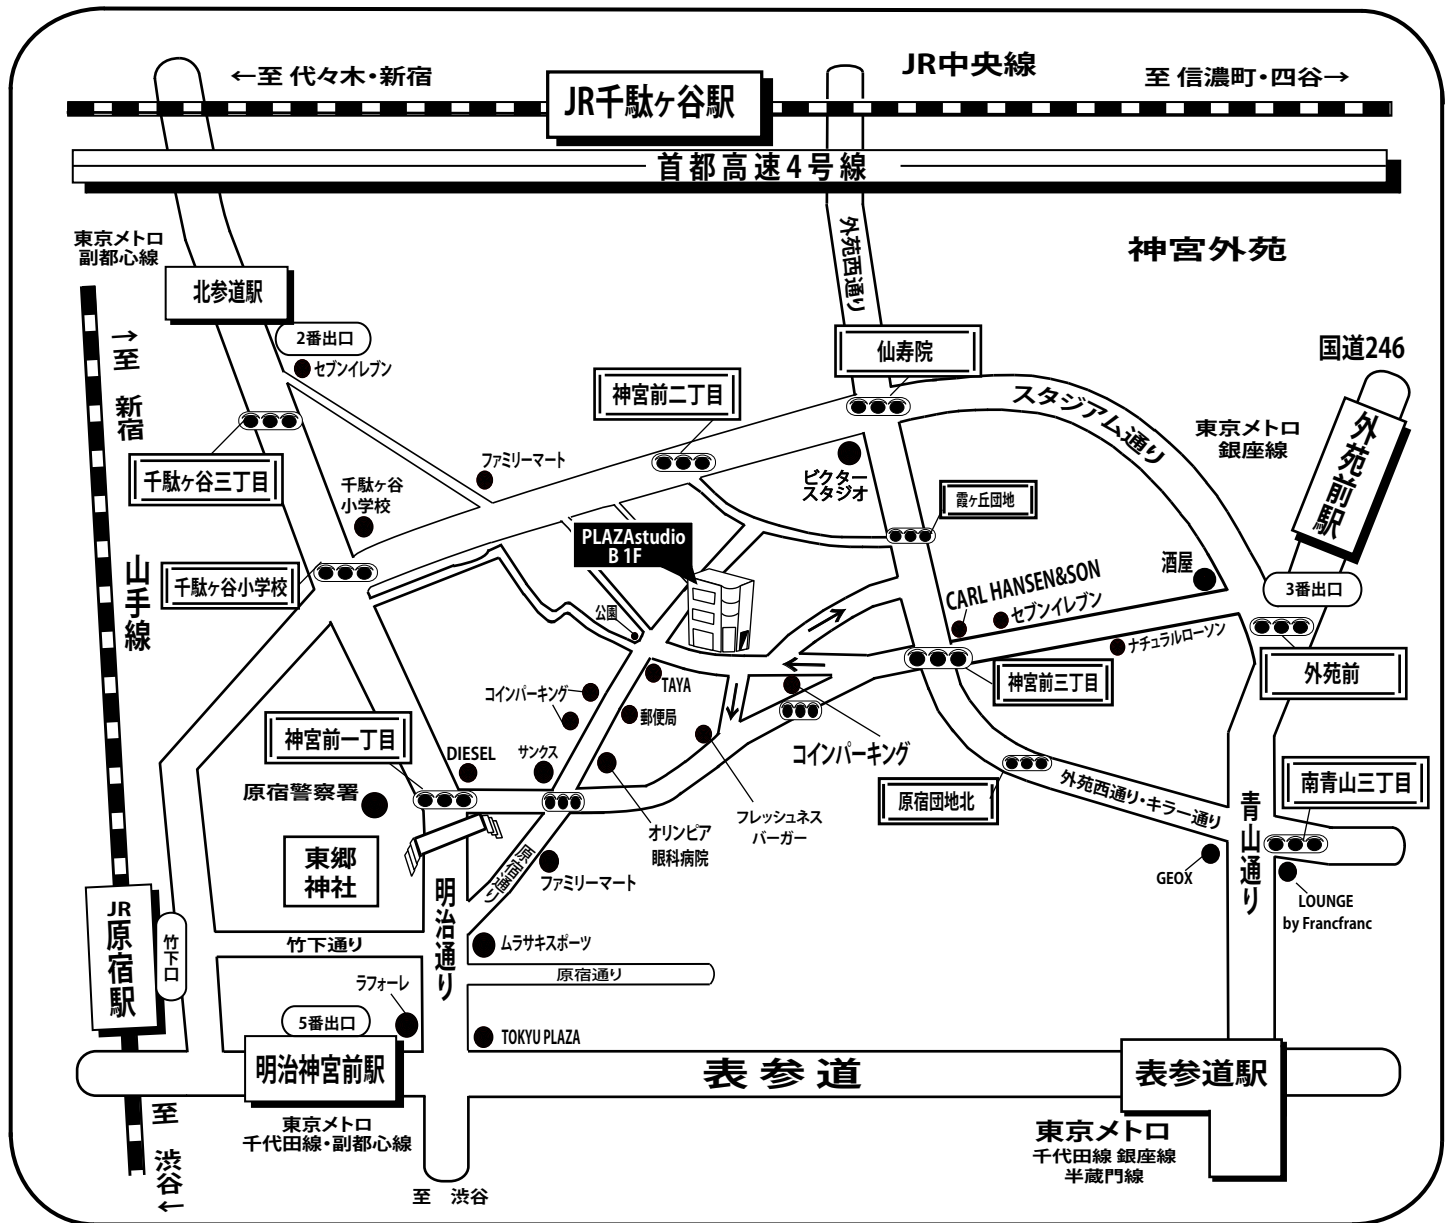 JR中央線
←至 代々木・新宿
JR千駄ヶ谷駅
至 信濃町・四谷→
首都高速4号線
東京メトロ
副都心線
北参道駅
2番出口
セブンイレブン
外苑西通り
神宮外苑
国道246
→至 新宿
山手線
千駄ヶ谷三丁目
千駄ヶ谷
小学校
ファミリーマート
神宮前二丁目
仙寿院
スタジアム通り
東京メトロ
銀座線
外苑前駅
ビクター
スタジオ
霞ヶ丘団地
千駄ヶ谷小学校
PLAZAstudio
B 1F
公園
CARL HANSEN&SON
セブンイレブン
酒屋
3番出口
ナチュラルローソン
外苑前
神宮前三丁目
TAYA
コインパーキング
郵便局
神宮前一丁目
DIESEL
サンクス
コインパーキング
原宿警察署
オリンピア
眼科病院
フレッシュネス
バーガー
原宿団地北
外苑西通り・キラー通り
南青山三丁目
青山通り
GEOX
LOUNGE
by Francfranc
東郷
神社
明治通り
原宿通り
ファミリーマート
JR
原宿駅
竹下口
竹下通り
ムラサキスポーツ
原宿通り
ラフォーレ
5番出口
TOKYU PLAZA
明治神宮前駅
表参道
表参道駅
至 渋谷←
東京メトロ
千代田線・副都心線
至 渋谷
東京メトロ
千代田線 銀座線
半蔵門線